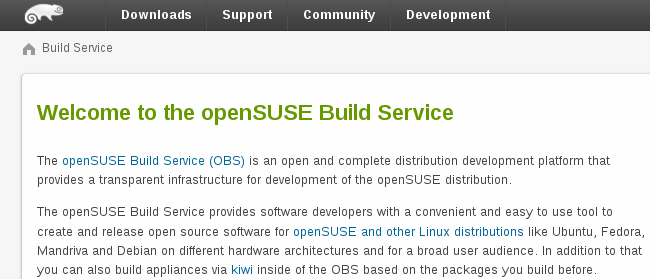 Downloads Support Community Development
Build Service
Welcome to the openSUSE Build Service
The openSUSE Build Service (OBS) is an open and complete distribution development platform that
provides a transparent infrastructure for development of the openSUSE distribution.
The openSUSE Build Service provides software developers with a convenient and easy to use tool to
create and release open source software for openSUSE and other Linux distributions like Ubuntu, Fedora,
Mandriva and Debian on different hardware architectures and for a broad user audience. In addition to that
you can also build appliances via kiwi inside of the OBS based on the packages you build before.